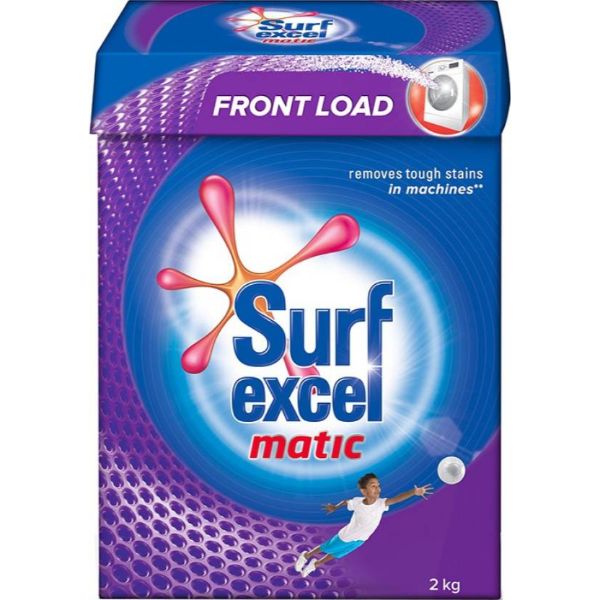 Surf
excel
matic
FRONT LOAD
removes tough stains
in machines**
Surf
excel
matic
2 kg